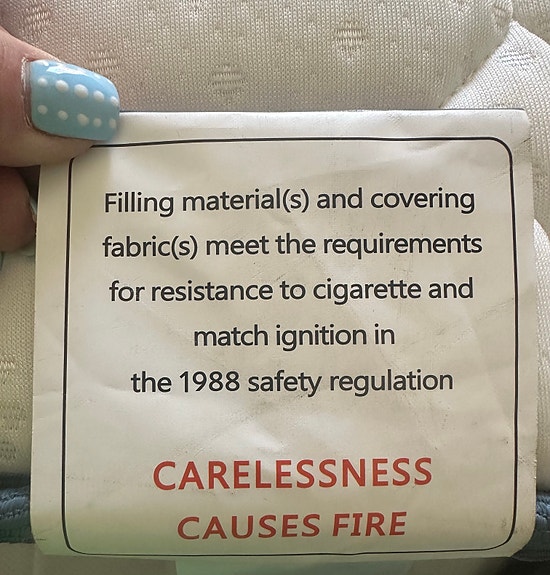 Filling material(s) and covering
fabric(s) meet the requirements
for resistance to cigarette and
match ignition in
the 1988 safety regulation
CARELESSNESS
CAUSES FIRE